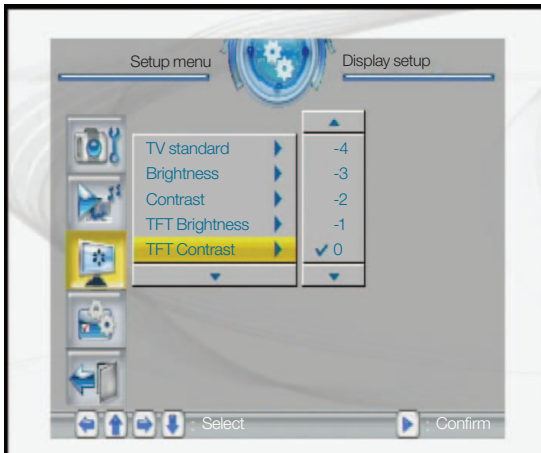 Setup menu
Display setup
TV standard
Brightness
Contrast
TFT Brightness
TFT Contrast
-4
-3
-2
-1
0
: Select
: Confirm